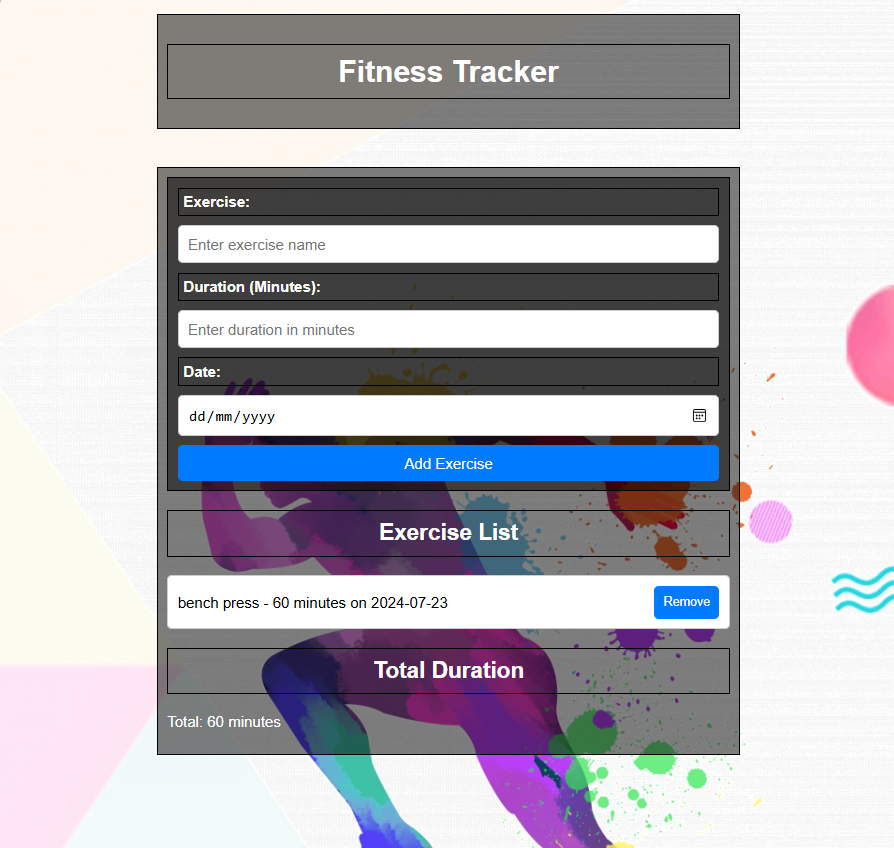 Fitness Tracker
Exercise:
Enter exercise name
Duration (Minutes):
Enter duration in minutes
Date:
dd/mm/yyyy
Add Exercise
Exercise List
bench press - 60 minutes on 2024-07-23 Remove
Total Duration
Total: 60 minutes